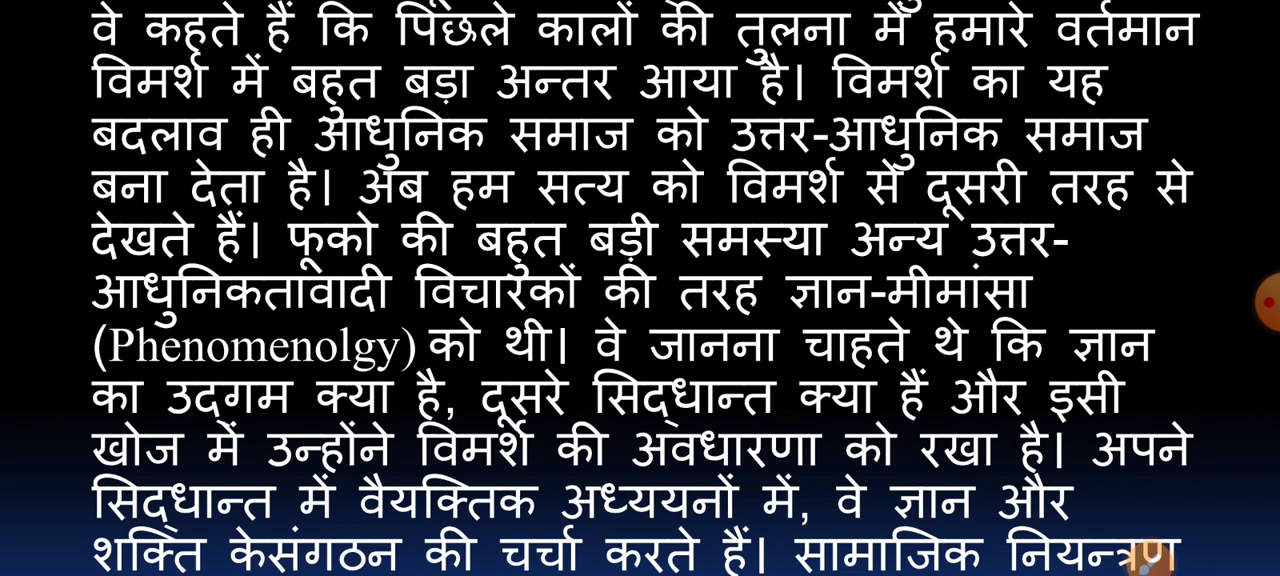 वे कहते हैं कि पिछले कालों की तुलना में हमारे वर्तमान
विमर्श में बहुत बड़ा अन्तर आया है। विमर्श का यह
बदलाव ही आधुनिक समाज को उत्तर-आधुनिक समाज
बना देता है। अब हम सत्य को विमर्श से दूसरी तरह से
देखते हैं। फूको की बहुत बड़ी समस्या अन्य उत्तर-
आधुनिकतावादी विचारकों की तरह ज्ञान-मीमांसा
(Phenomenolgy) को थी। वे जानना चाहते थे कि ज्ञान
का उद्गम क्या है, दूसरे सिद्धान्त क्या हैं और इसी
खोज में उन्होंने विमर्श की अवधारणा को रखा है। अपने
सिद्धान्त में वैयक्तिक अध्ययनों में, वे ज्ञान और
शक्ति केसंगठन की चर्चा करते हैं। सामाजिक नियन्त्रण